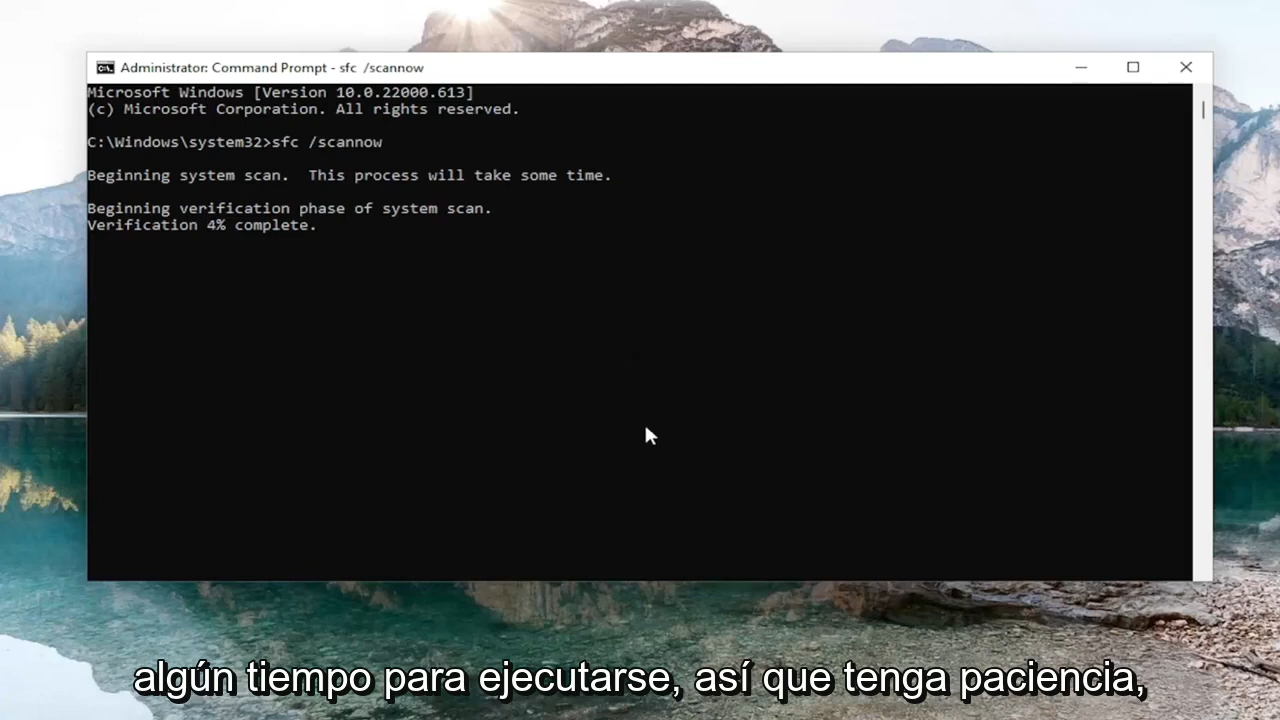 Administrator: Command Prompt - sfc /scannow
Microsoft Windows [Version 10.0.22000.613]
(c) Microsoft Corporation. All rights reserved.
C:\Windows\system32>sfc /scannow
Beginning system scan.  This process will take some time.
Beginning verification phase of system scan.
Verification 4% complete.
algún tiempo para ejecutarse, así que tenga paciencia,